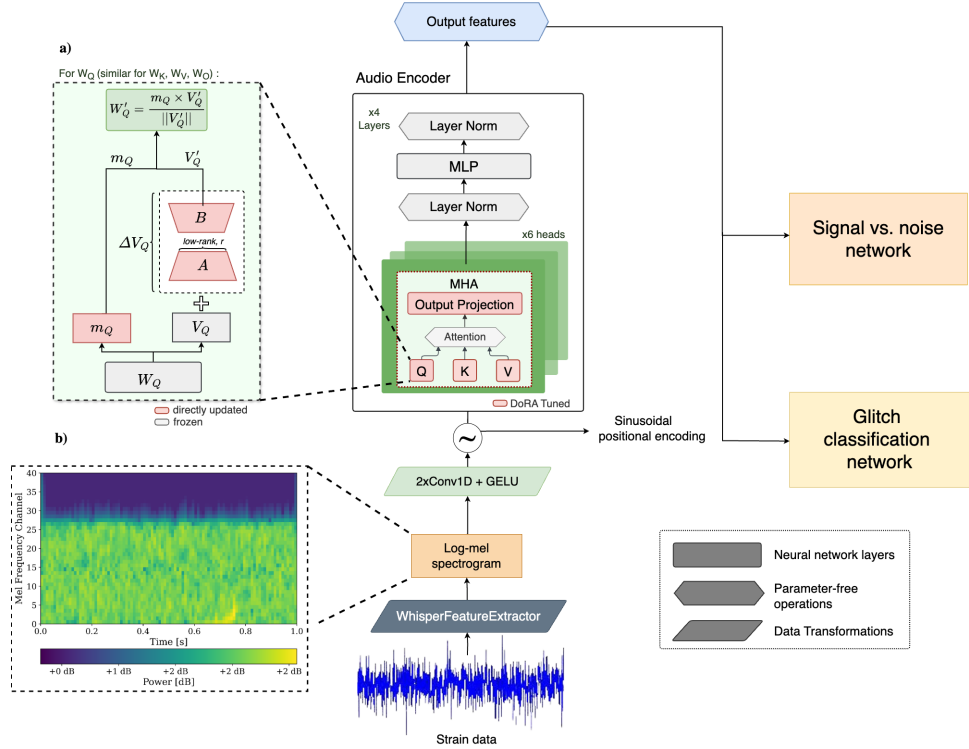 Output features
a)
For W_Q (similar for W_K, W_V, W_O) :
W'_Q = m_Q × V'_Q / ||V'_Q||
m_Q
V'_Q
B
low-rank, r
A
ΔV_Q
m_Q
V_Q
W_Q
directly updated
frozen
Audio Encoder
x4
Layers
Layer Norm
MLP
Layer Norm
x6 heads
MHA
Output Projection
Attention
Q
K
V
DoRA Tuned
~
Sinusoidal
positional encoding
2xConv1D + GELU
Log-mel
spectrogram
WhisperFeatureExtractor
Strain data
Signal vs. noise
network
Glitch
classification
network
b)
Mel Frequency Channel
40
35
30
25
20
15
10
5
0
0.0 0.2 0.4 0.6 0.8 1.0
Time [s]
+0 dB +1 dB +2 dB +2 dB +2 dB
Power [dB]
Neural network layers
Parameter-free
operations
Data Transformations